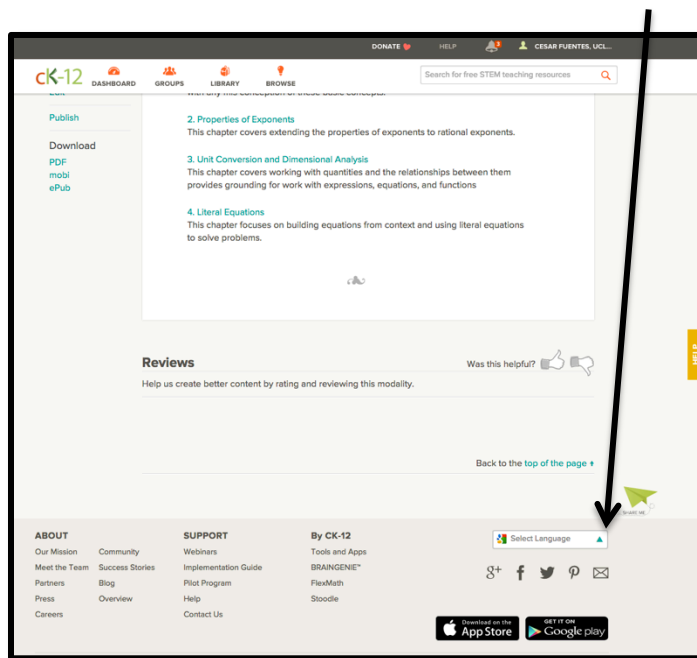 DONATE HELP CESAR FUENTES, UCL...
cK-12 DASHBOARD GROUPS LIBRARY BROWSE Search for free STEM teaching resources
Publish
Download
PDF
mobi
ePub
2. Properties of Exponents
This chapter covers extending the properties of exponents to rational exponents.
3. Unit Conversion and Dimensional Analysis
This chapter covers working with quantities and the relationships between them
provides grounding for work with expressions, equations, and functions
4. Literal Equations
This chapter focuses on building equations from context and using literal equations
to solve problems.
Reviews
Was this helpful?
Help us create better content by rating and reviewing this modality.
Back to the top of the page
SHARE ME
ABOUT
Our Mission Community
Meet the Team Success Stories
Partners Blog
Press Overview
Careers
SUPPORT
Webinars
Implementation Guide
Pilot Program
Help
Contact Us
By CK-12
Tools and Apps
BRAINGENIE™
FlexMath
Stoodle
Select Language
Download on the
App Store
GET IT ON
Google play